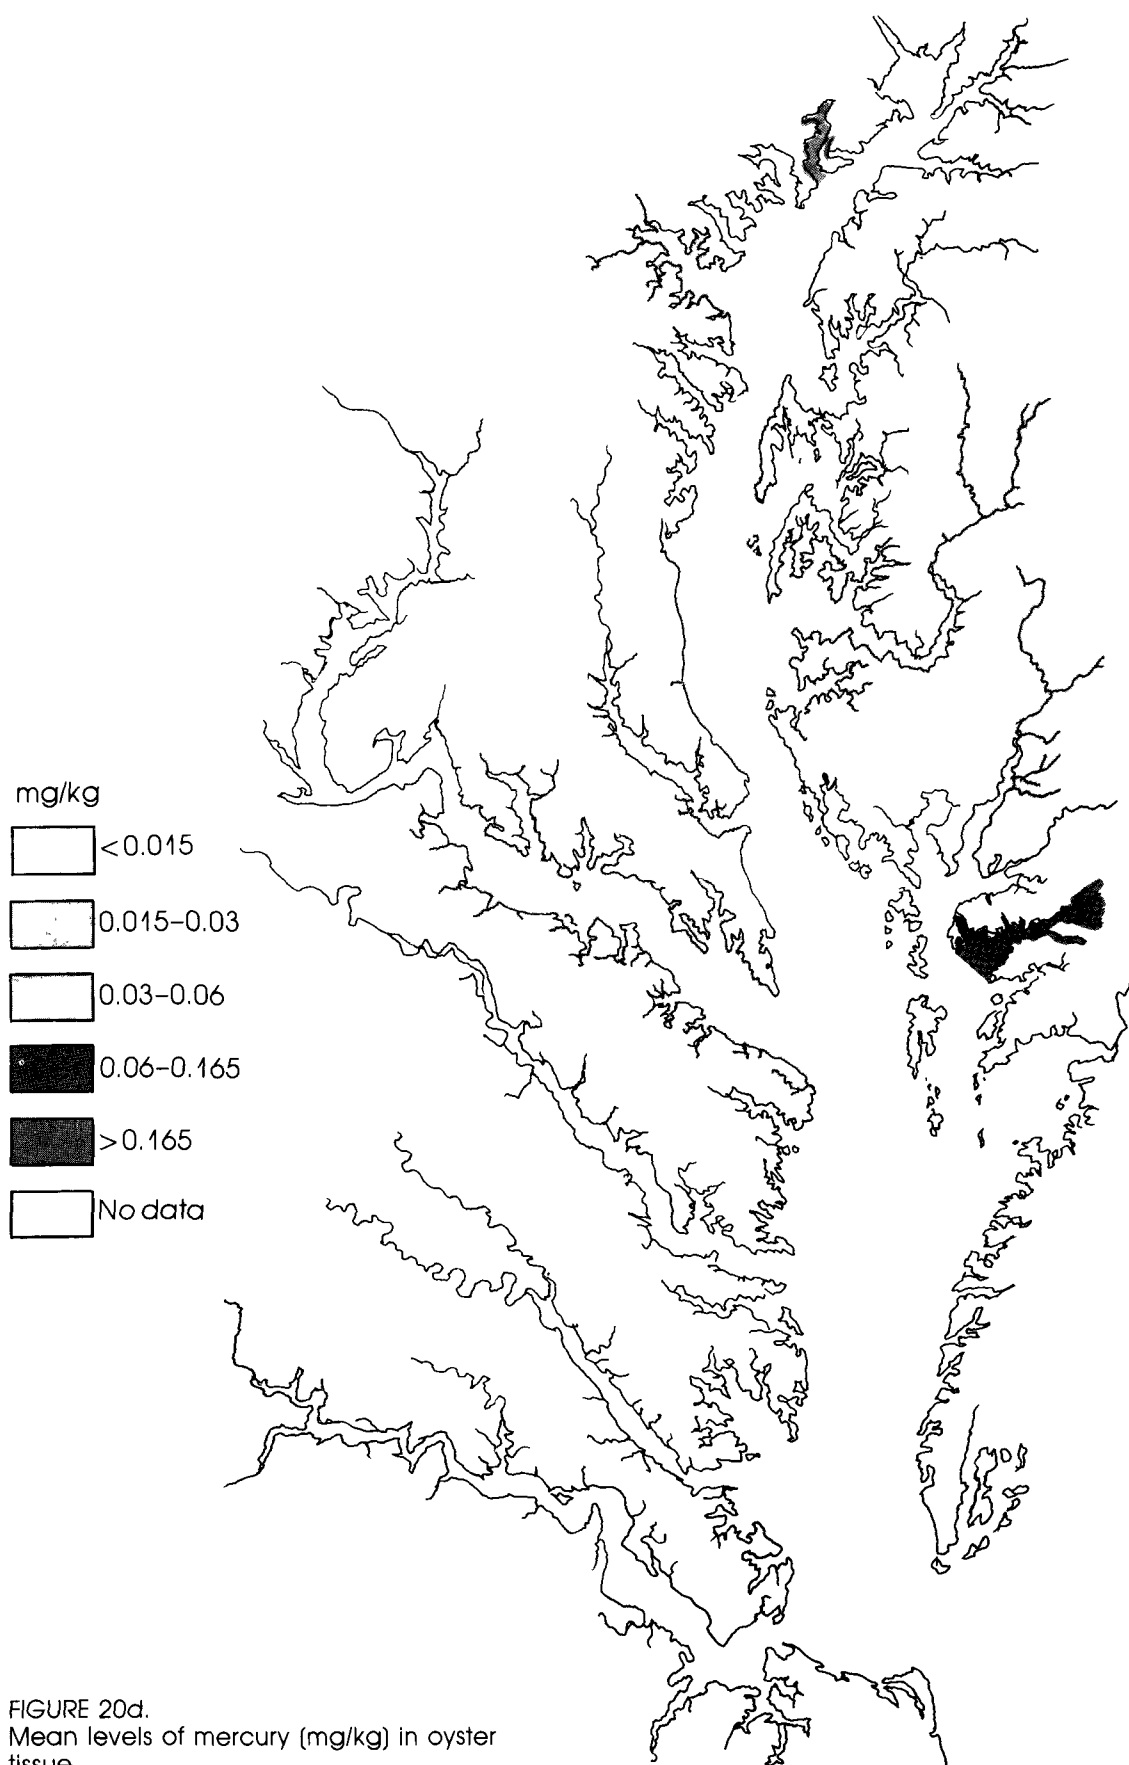 mg/kg
<0.015
0.015-0.03
0.03-0.06
0.06-0.165
>0.165
No data
FIGURE 20d.
Mean levels of mercury (mg/kg) in oyster
tissue